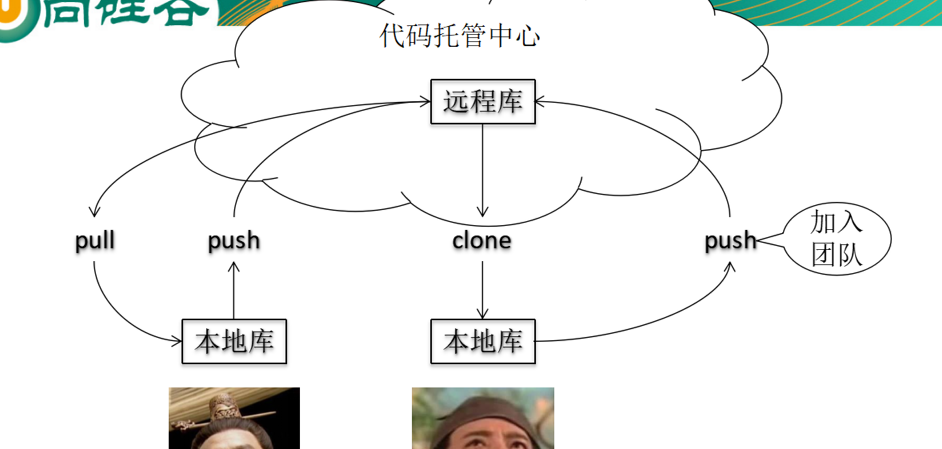 尚硅谷
代码托管中心
远程库
pull
push
clone
push
加入
团队
本地库
本地库